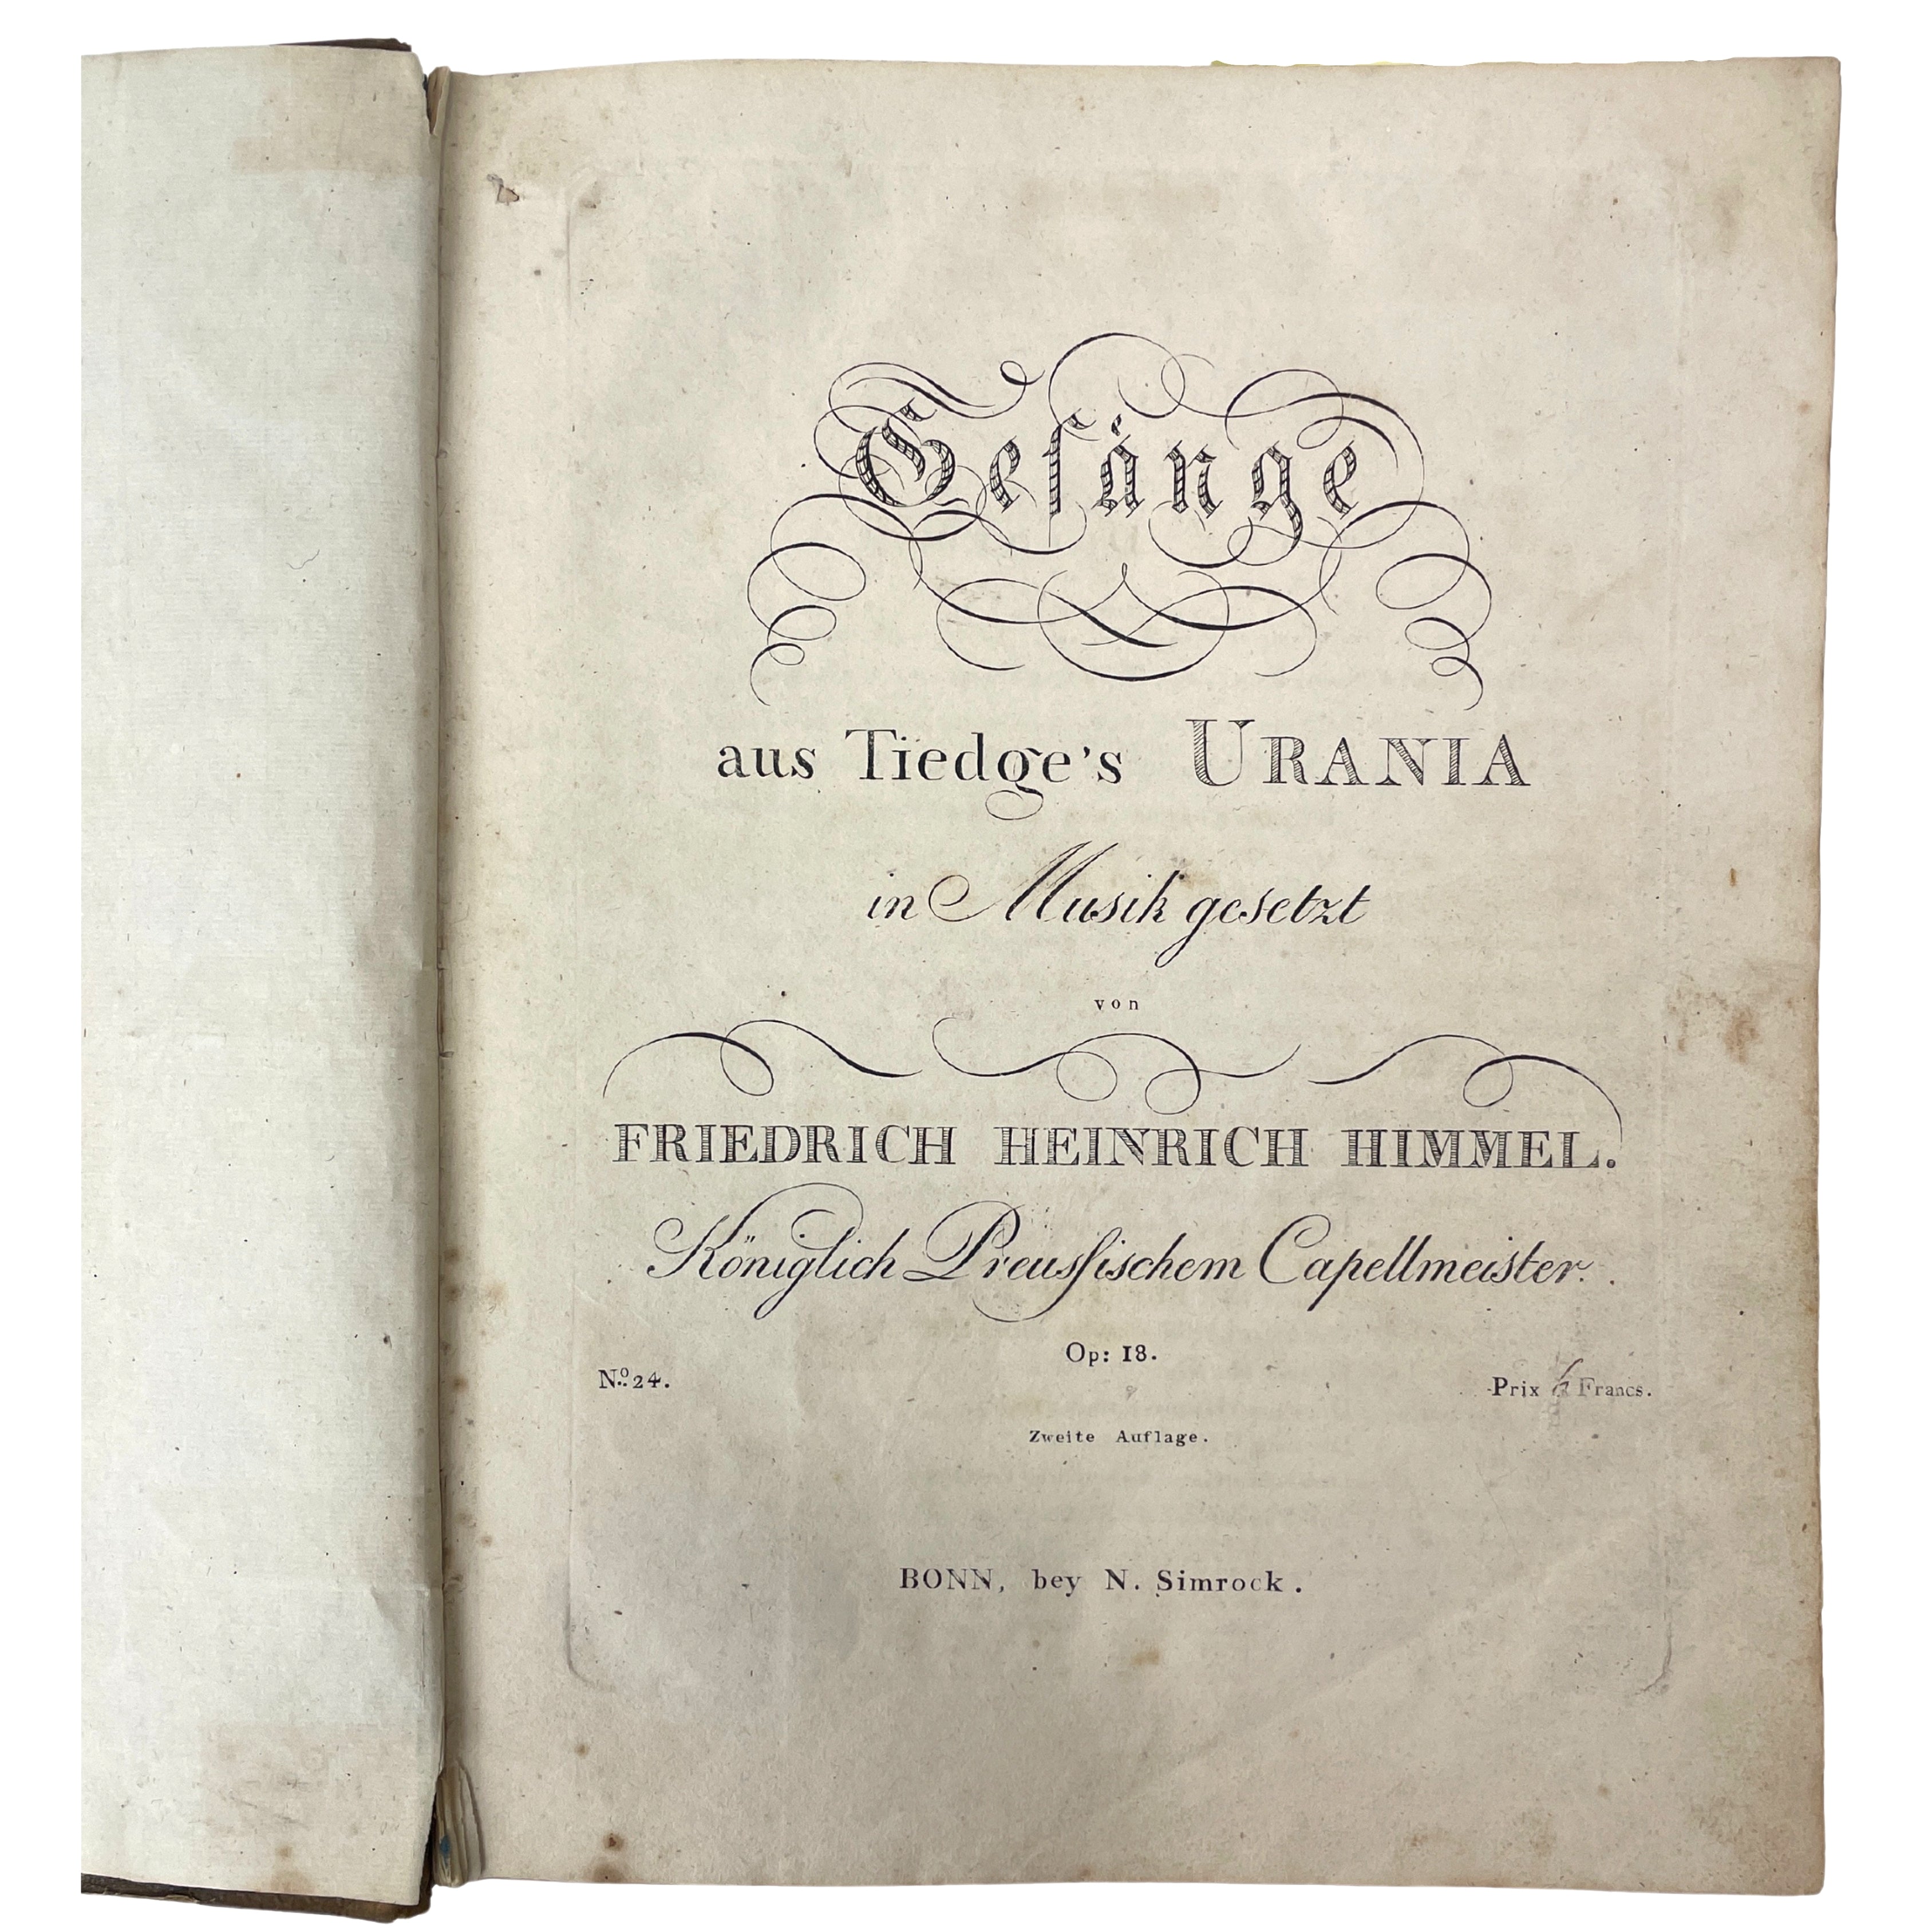 Gesänge
aus Tiedge's URANIA
in Musik gesetzt
von
FRIEDRICH HEINRICH HIMMEL.
Königlich Preusſischem Capellmeister.
Op: 18.
Nº. 24.
Prix Francs.
Zweite Auflage.
BONN, bey N. Simrock.